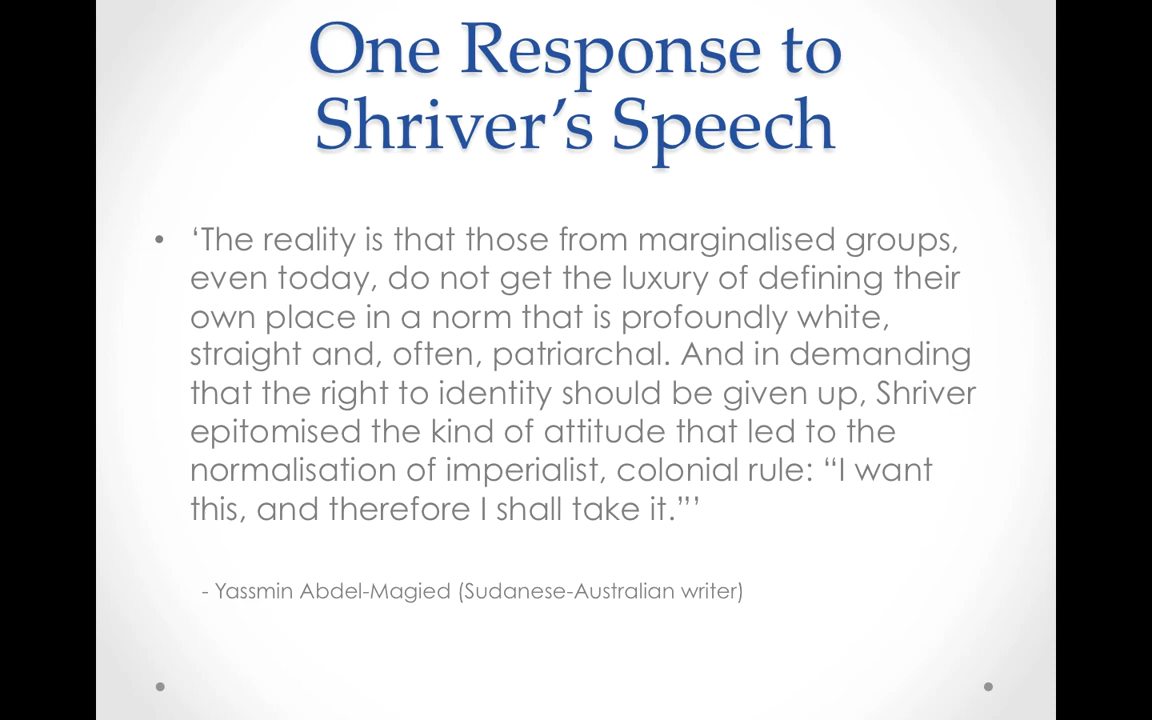 One Response to
Shriver’s Speech
• ‘The reality is that those from marginalised groups,
even today, do not get the luxury of defining their
own place in a norm that is profoundly white,
straight and, often, patriarchal. And in demanding
that the right to identity should be given up, Shriver
epitomised the kind of attitude that led to the
normalisation of imperialist, colonial rule: “I want
this, and therefore I shall take it.”’
- Yassmin Abdel-Magied (Sudanese-Australian writer)